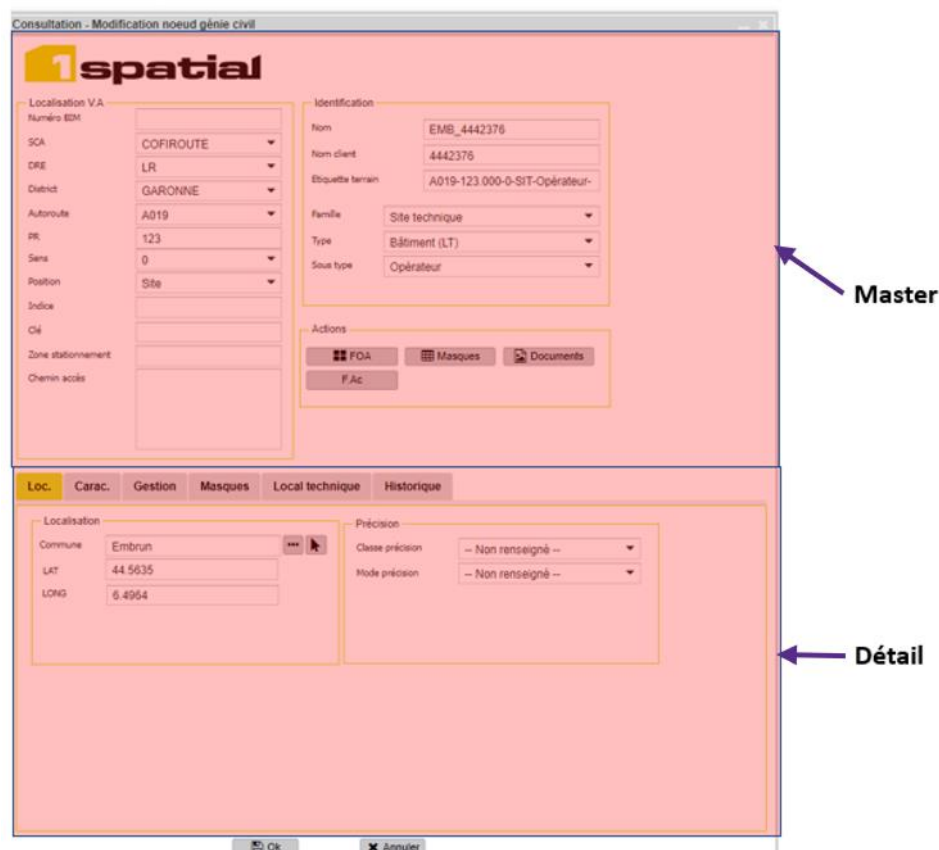 Consultation - Modification noeud génie civil
1spatial
Localisation V.A
Numéro BIM
SCA COFIROUTE
DRE LR
District GARONNE
Autoroute A019
PR 123
Sens 0
Position Site
Indice
Clé
Zone stationnement
Chemin accès
Identification
Nom EMB_4442376
Nom client 4442376
Etiquette terrain A019-123.000-0-SIT-Opérateur-
Famille Site technique
Type Bâtiment (LT)
Sous type Opérateur
Actions
FOA Masques Documents
F.Ac
Master
Loc. Carac. Gestion Masques Local technique Historique
Localisation
Commune Embrun
LAT 44.5635
LONG 6.4964
Précision
Classe précision -- Non renseigné --
Mode précision -- Non renseigné --
Détail
Ok Annuler